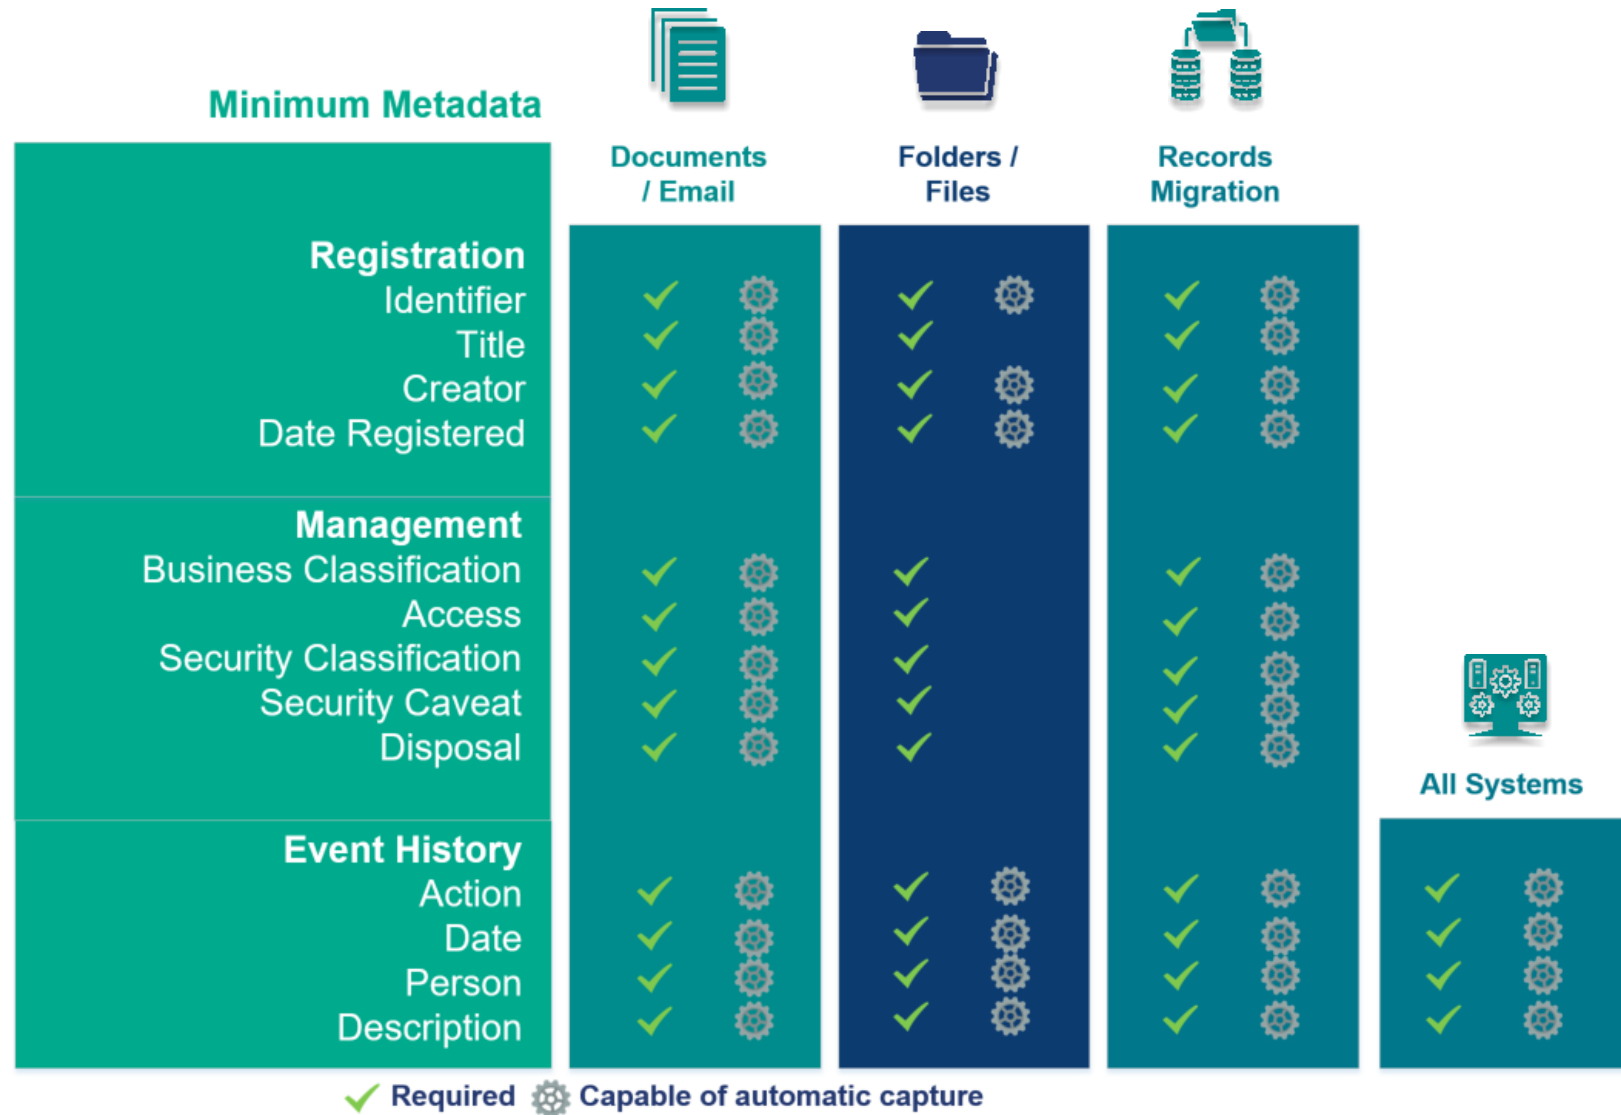 Minimum Metadata
Documents
/ Email
Folders /
Files
Records
Migration
Registration
Identifier
Title
Creator
Date Registered
Management
Business Classification
Access
Security Classification
Security Caveat
Disposal
All Systems
Event History
Action
Date
Person
Description
Required
Capable of automatic capture